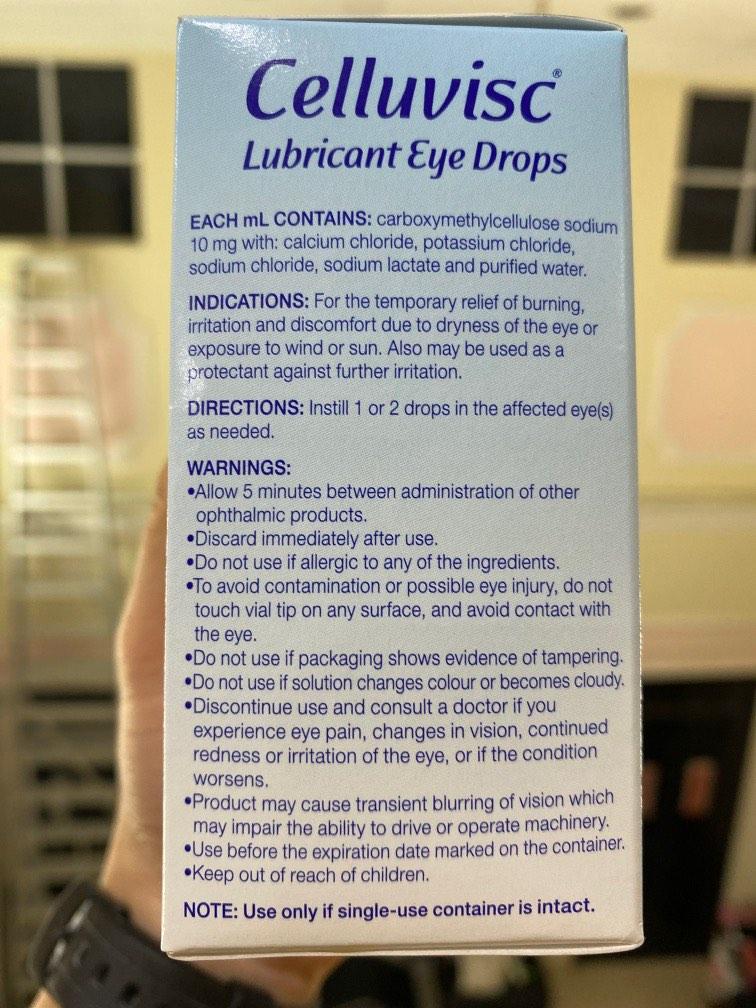 Celluvisc®
Lubricant Eye Drops
EACH mL CONTAINS: carboxymethylcellulose sodium
10 mg with: calcium chloride, potassium chloride,
sodium chloride, sodium lactate and purified water.
INDICATIONS: For the temporary relief of burning,
irritation and discomfort due to dryness of the eye or
exposure to wind or sun. Also may be used as a
protectant against further irritation.
DIRECTIONS: Instill 1 or 2 drops in the affected eye(s)
as needed.
WARNINGS:
•Allow 5 minutes between administration of other
ophthalmic products.
•Discard immediately after use.
•Do not use if allergic to any of the ingredients.
•To avoid contamination or possible eye injury, do not
touch vial tip on any surface, and avoid contact with
the eye.
•Do not use if packaging shows evidence of tampering.
•Do not use if solution changes colour or becomes cloudy.
•Discontinue use and consult a doctor if you
experience eye pain, changes in vision, continued
redness or irritation of the eye, or if the condition
worsens.
•Product may cause transient blurring of vision which
may impair the ability to drive or operate machinery.
•Use before the expiration date marked on the container.
•Keep out of reach of children.
NOTE: Use only if single-use container is intact.